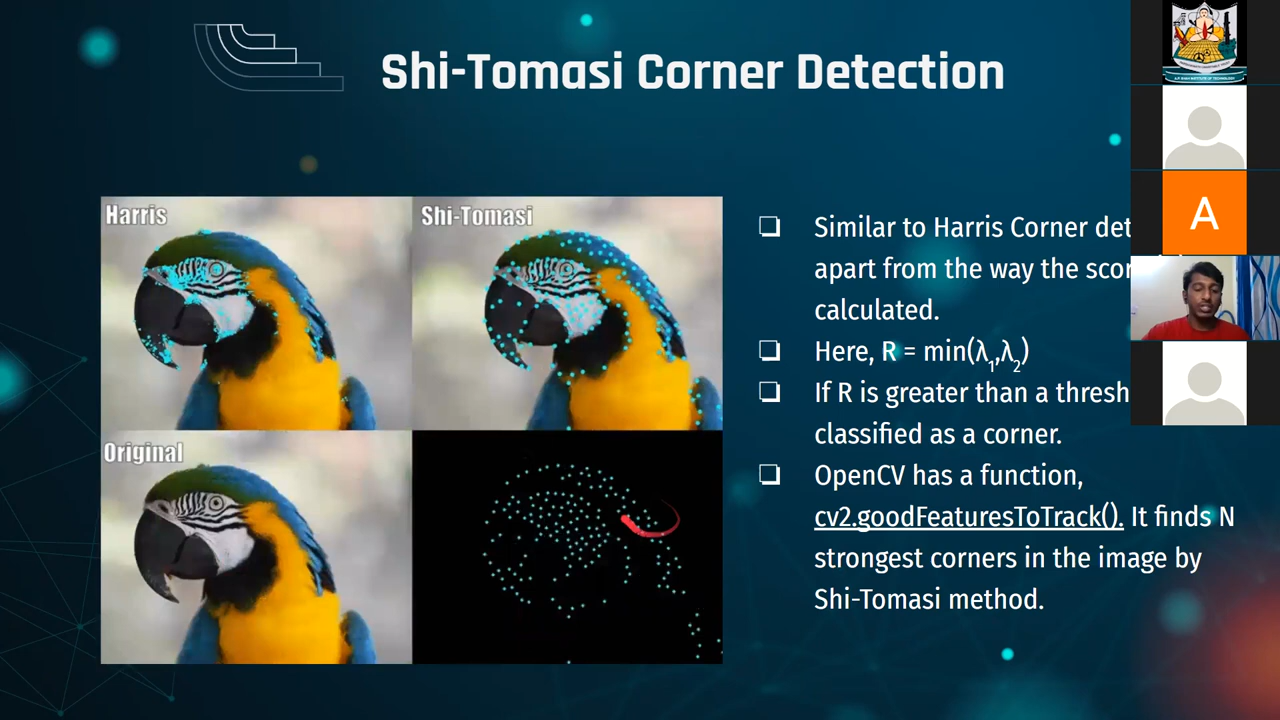 Shi-Tomasi Corner Detection
Harris
Shi-Tomasi
Original
Similar to Harris Corner det
apart from the way the scor
calculated.
Here, R = min(λ1,λ2)
If R is greater than a thresh
classified as a corner.
OpenCV has a function,
cv2.goodFeaturesToTrack(). It finds N
strongest corners in the image by
Shi-Tomasi method.
A